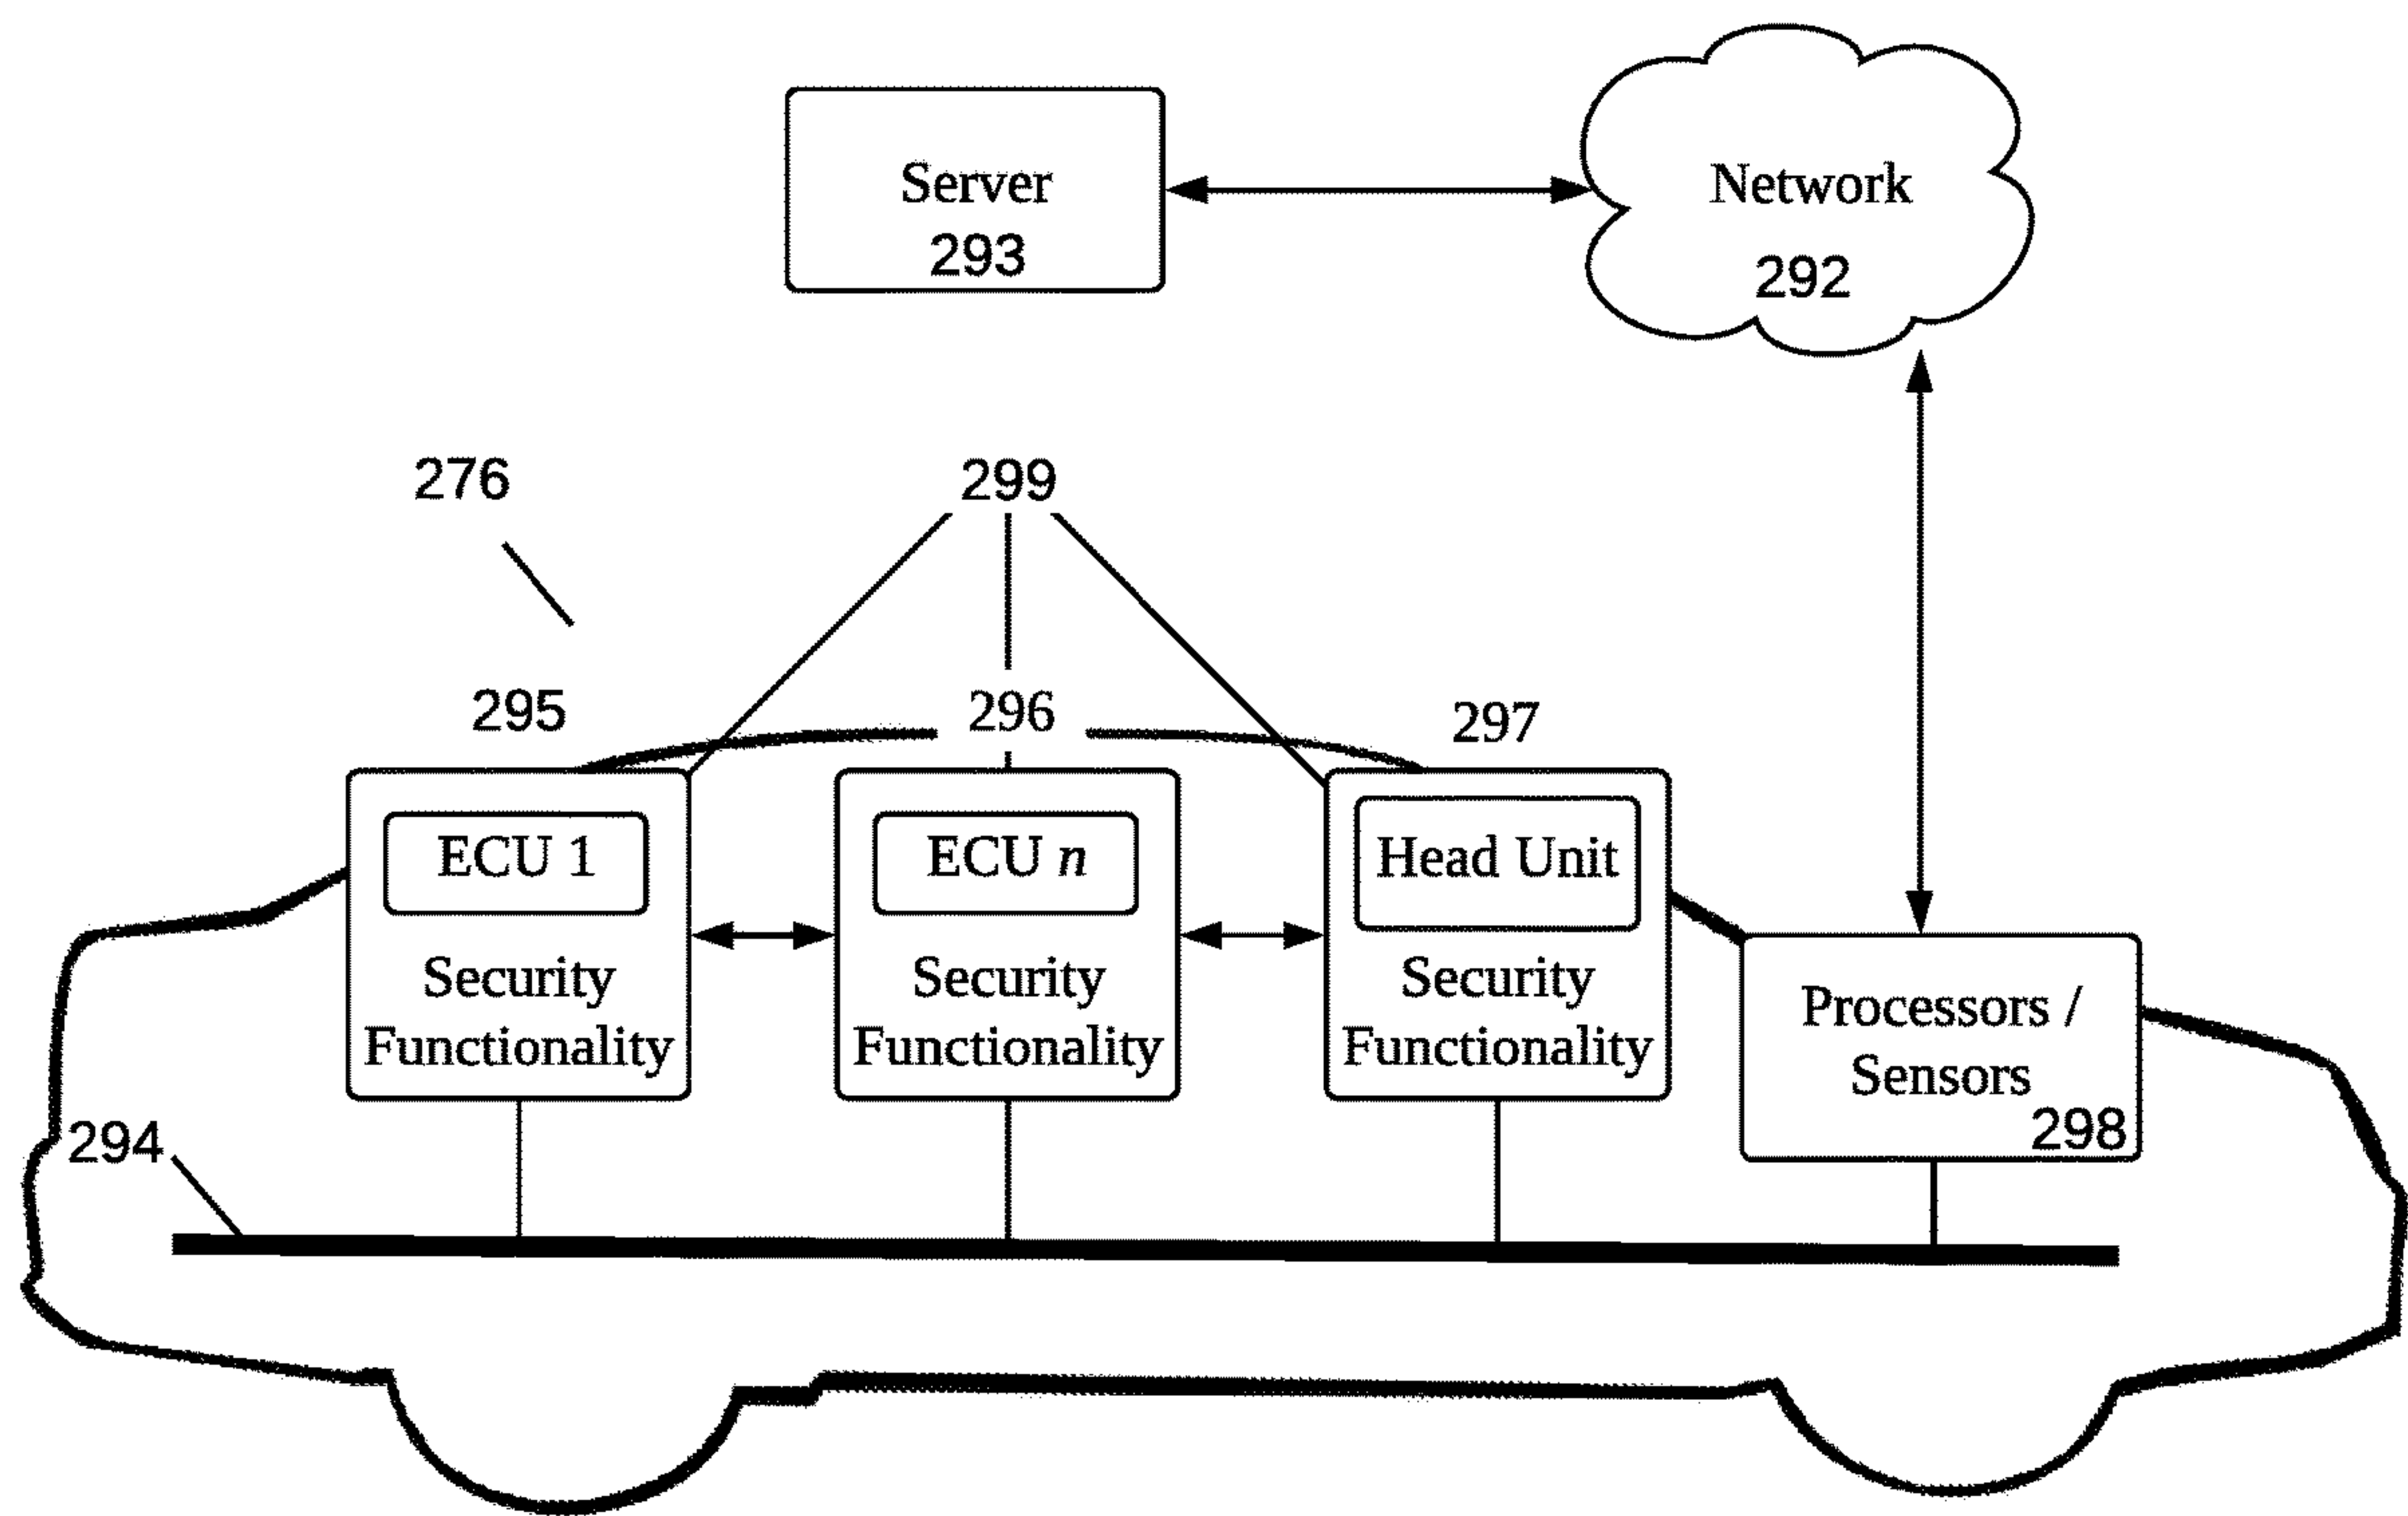 Server
293
Network
292
276
299
295
296
297
ECU 1
Security
Functionality
ECU n
Security
Functionality
Head Unit
Security
Functionality
Processors /
Sensors
298
294